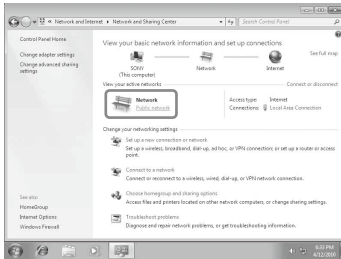 « Network and Internet ▸ Network and Sharing Center
Search Control Panel
Control Panel Home
Change adapter settings
Change advanced sharing
settings
View your basic network information and set up connections
See full map
SONY
(This computer)
Network
Internet
View your active networks
Connect or disconnect
Network
Public network
Access type: Internet
Connections: Local Area Connection
Change your networking settings
Set up a new connection or network
Set up a wireless, broadband, dial-up, ad hoc, or VPN connection; or set up a router or access
point.
Connect to a network
Connect or reconnect to a wireless, wired, dial-up, or VPN network connection.
Choose homegroup and sharing options
Access files and printers located on other network computers, or change sharing settings.
Troubleshoot problems
Diagnose and repair network problems, or get troubleshooting information.
See also
HomeGroup
Internet Options
Windows Firewall
6:33 PM
4/12/2010